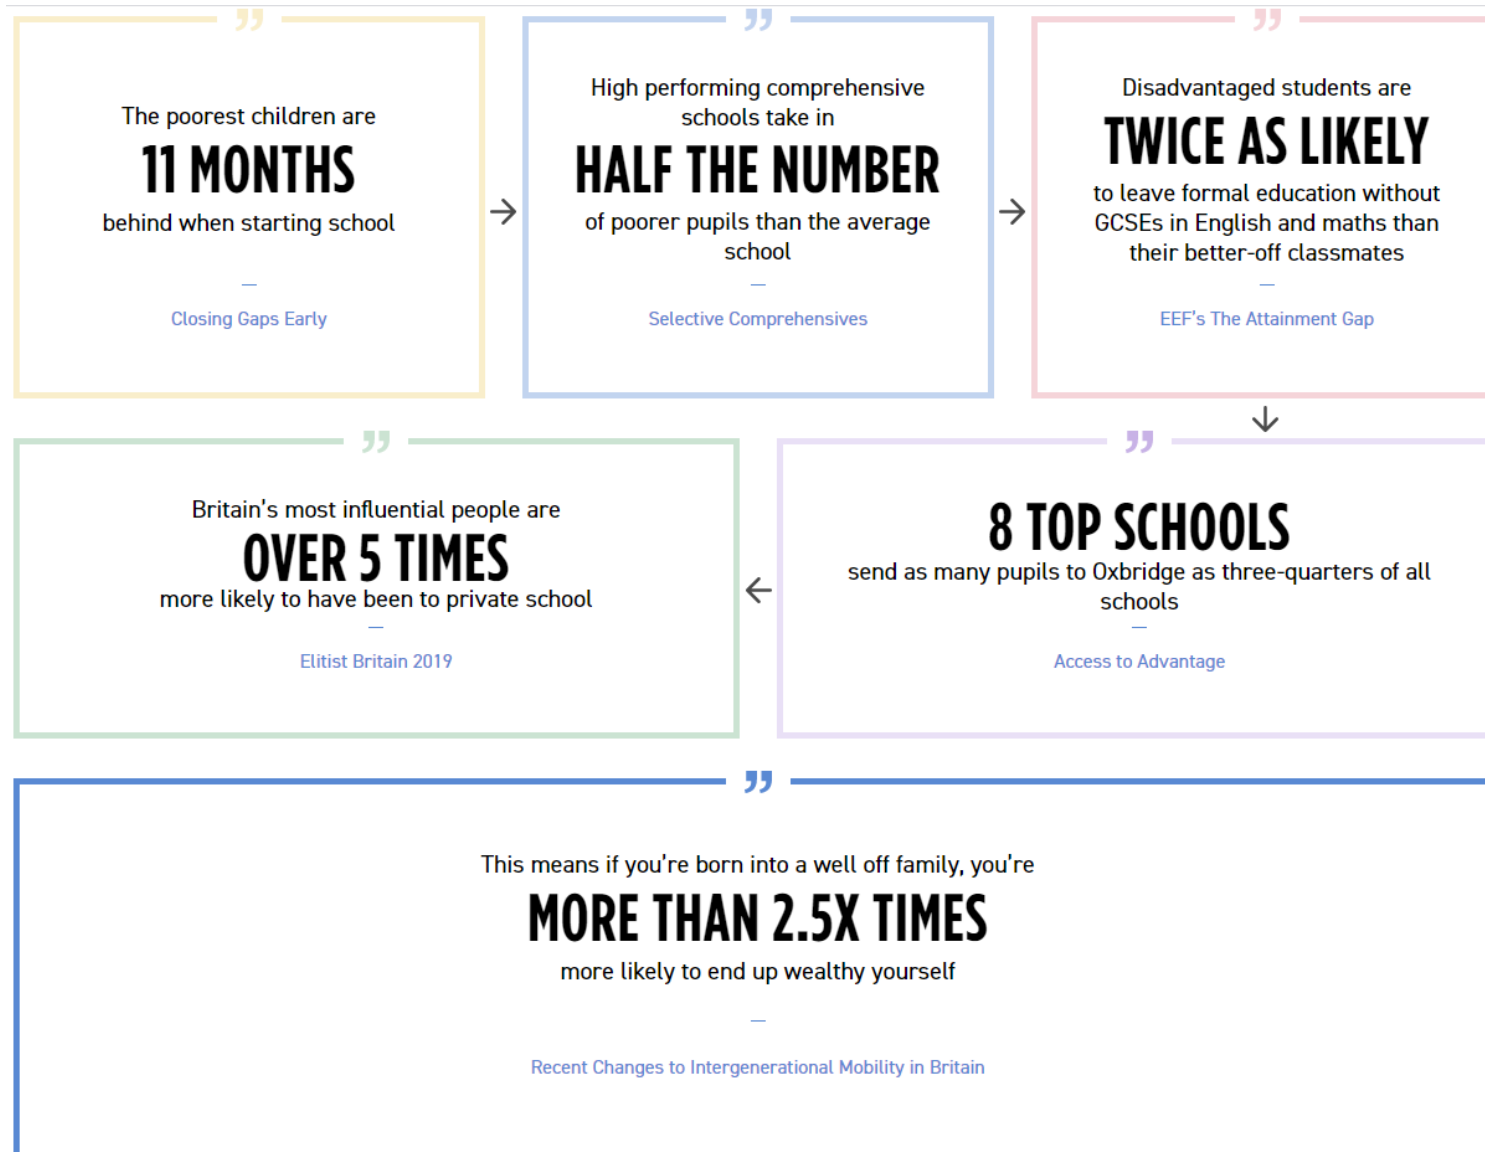 The poorest children are
11 MONTHS
behind when starting school
—
Closing Gaps Early
→
High performing comprehensive
schools take in
HALF THE NUMBER
of poorer pupils than the average
school
—
Selective Comprehensives
→
Disadvantaged students are
TWICE AS LIKELY
to leave formal education without
GCSEs in English and maths than
their better-off classmates
—
EEF's The Attainment Gap
↓
8 TOP SCHOOLS
send as many pupils to Oxbridge as three-quarters of all
schools
—
Access to Advantage
←
Britain's most influential people are
OVER 5 TIMES
more likely to have been to private school
—
Elitist Britain 2019
This means if you're born into a well off family, you're
MORE THAN 2.5X TIMES
more likely to end up wealthy yourself
—
Recent Changes to Intergenerational Mobility in Britain